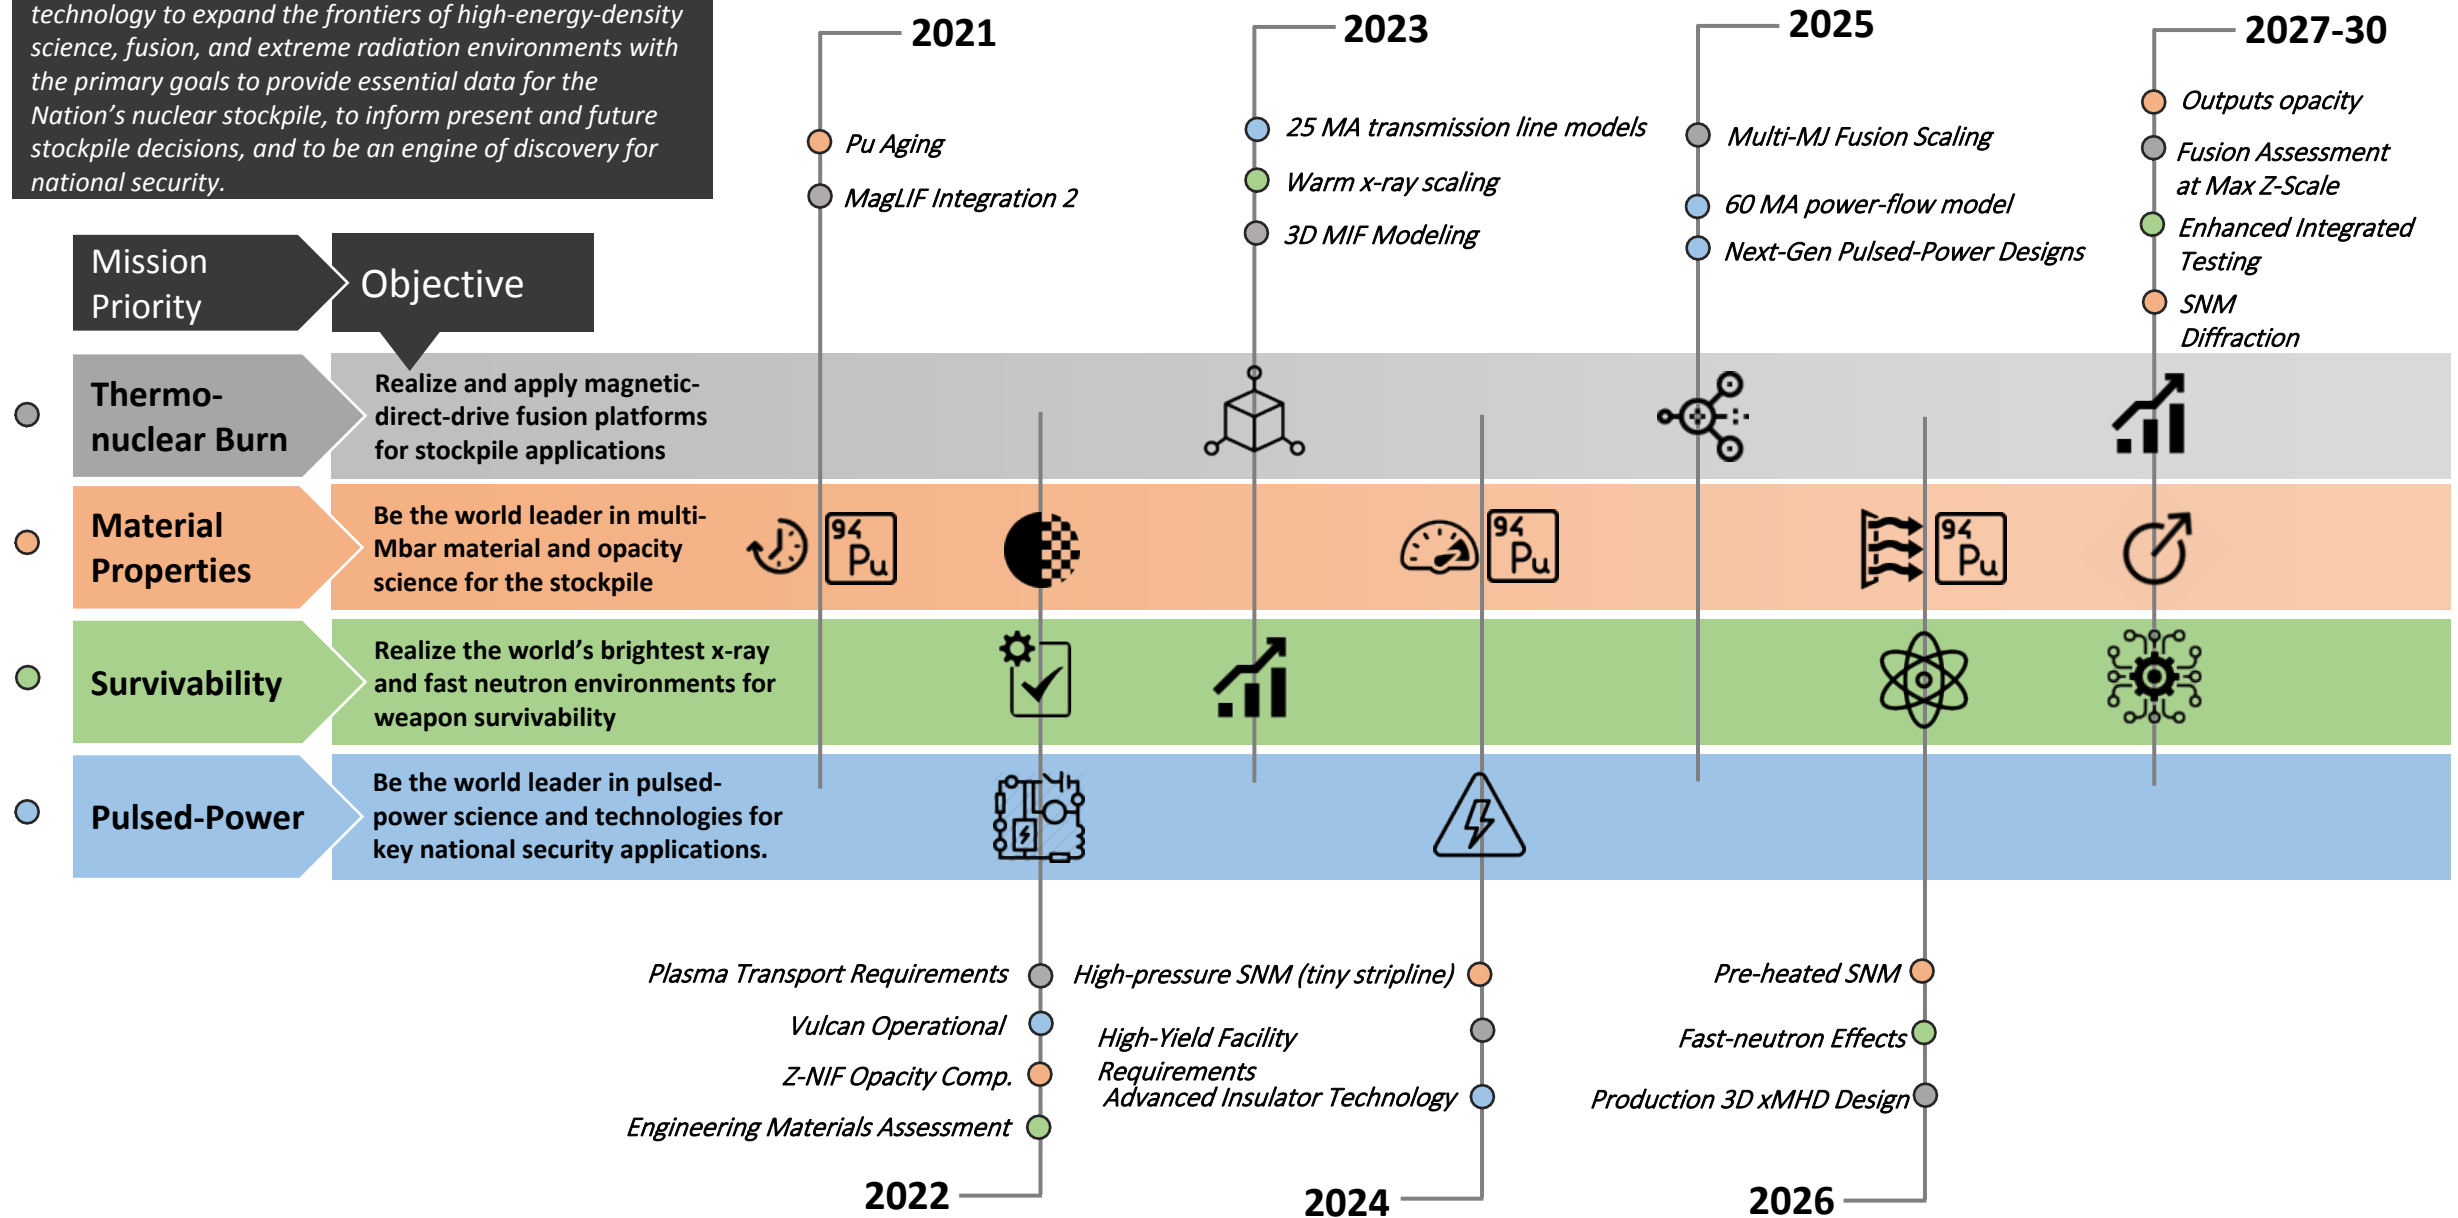 technology to expand the frontiers of high-energy-density
science, fusion, and extreme radiation environments with
the primary goals to provide essential data for the
Nation's nuclear stockpile, to inform present and future
stockpile decisions, and to be an engine of discovery for
national security.
2021
Pu Aging
MagLIF Integration 2
2023
25 MA transmission line models
Warm x-ray scaling
3D MIF Modeling
2025
Multi-MJ Fusion Scaling
60 MA power-flow model
Next-Gen Pulsed-Power Designs
2027-30
Outputs opacity
Fusion Assessment
at Max Z-Scale
Enhanced Integrated
Testing
SNM
Diffraction
Mission
Priority
Objective
Thermo-
nuclear Burn
Realize and apply magnetic-
direct-drive fusion platforms
for stockpile applications
Material
Properties
Be the world leader in multi-
Mbar material and opacity
science for the stockpile
94
Pu
94
Pu
94
Pu
Survivability
Realize the world's brightest x-ray
and fast neutron environments for
weapon survivability
Pulsed-Power
Be the world leader in pulsed-
power science and technologies for
key national security applications.
Plasma Transport Requirements
Vulcan Operational
Z-NIF Opacity Comp.
Engineering Materials Assessment
2022
High-pressure SNM (tiny stripline)
High-Yield Facility
Requirements
Advanced Insulator Technology
2024
Pre-heated SNM
Fast-neutron Effects
Production 3D xMHD Design
2026